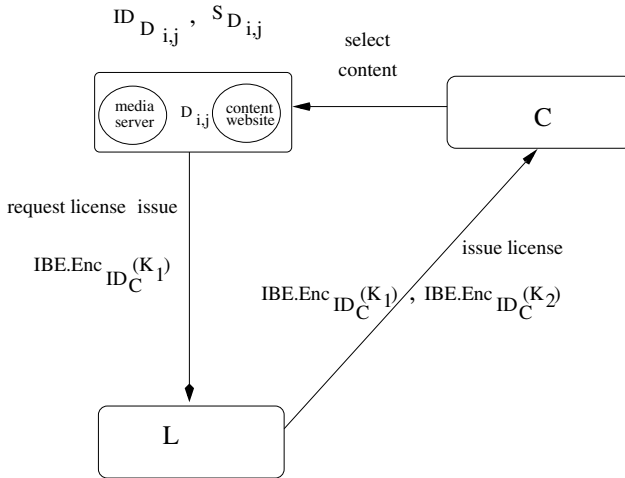 ID D i,j , S D i,j
select
content
media
server
D i,j
content
website
C
request license issue
IBE.Enc ID C (K 1)
issue license
IBE.Enc ID C (K 1) , IBE.Enc ID C (K 2)
L